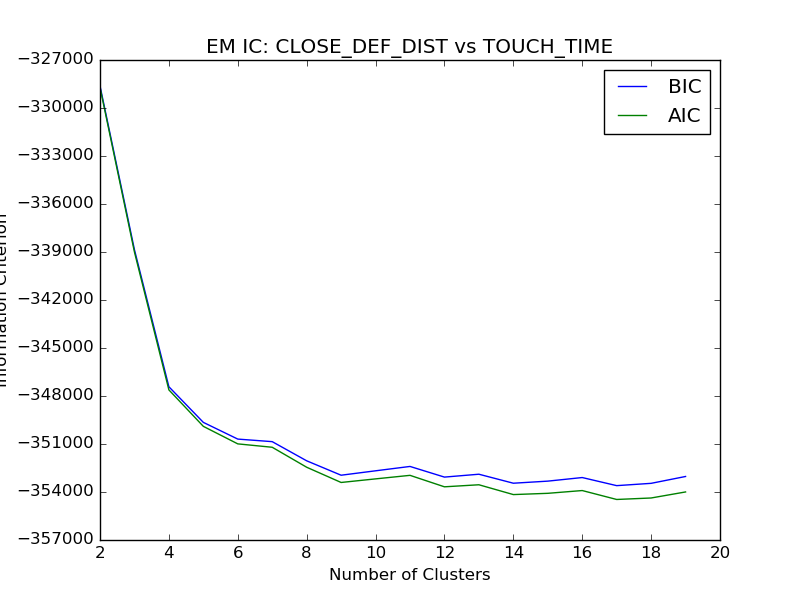 EM IC: CLOSE_DEF_DIST vs TOUCH_TIME
−327000
−330000
−333000
−336000
−339000
−342000
−345000
−348000
−351000
−354000
−357000
Information Criterion
BIC
AIC
2 4 6 8 10 12 14 16 18 20
Number of Clusters